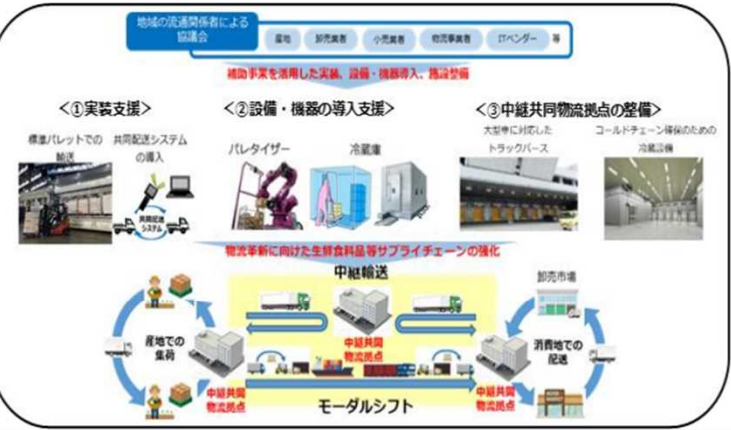 地域の流通関係者による
協議会
産地
卸売業者
小売業者
物流事業者
ITベンダー
等
補助事業を活用した実装、設備・機器導入、施設整備
＜①実装支援＞
＜②設備・機器の導入支援＞
＜③中継共同物流拠点の整備＞
標準パレットでの
輸送
共同配送システム
の導入
共同配送
システム
パレタイザー
冷蔵庫
大型車に対応した
トラックバース
コールドチェーン確保のための
冷蔵設備
物流革新に向けた生鮮食料品等サプライチェーンの強化
中継輸送
産地での
集荷
中継共同
物流拠点
中継共同
物流拠点
中継共同
物流拠点
卸売市場
消費地での
配送
モーダルシフト